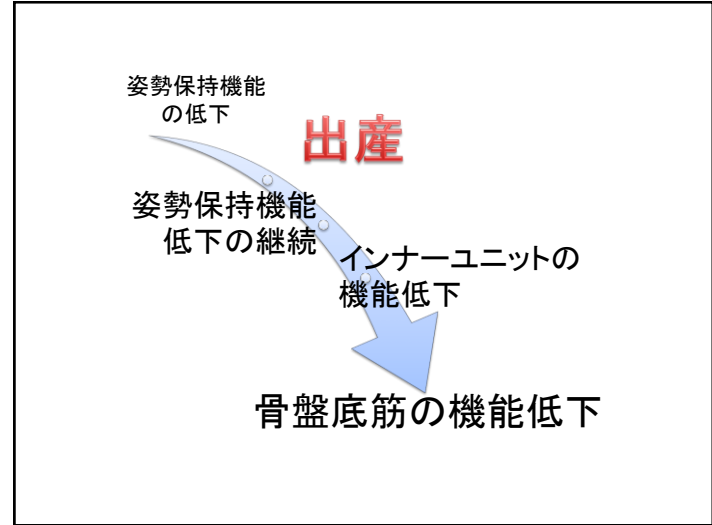 姿勢保持機能
の低下
出産
姿勢保持機能
低下の継続
インナーユニットの
機能低下
骨盤底筋の機能低下